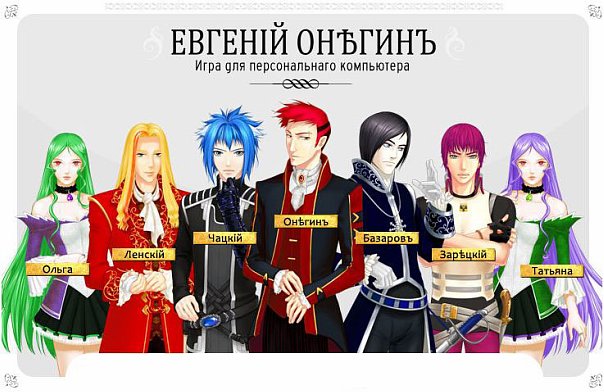 ЕВГЕНІЙ ОНѢГИНЪ
Игра для персональнаго компьютера
Ольга
Ленскій
Чацкій
Онѣгинъ
Базаровъ
Зарѣцкій
Татьяна